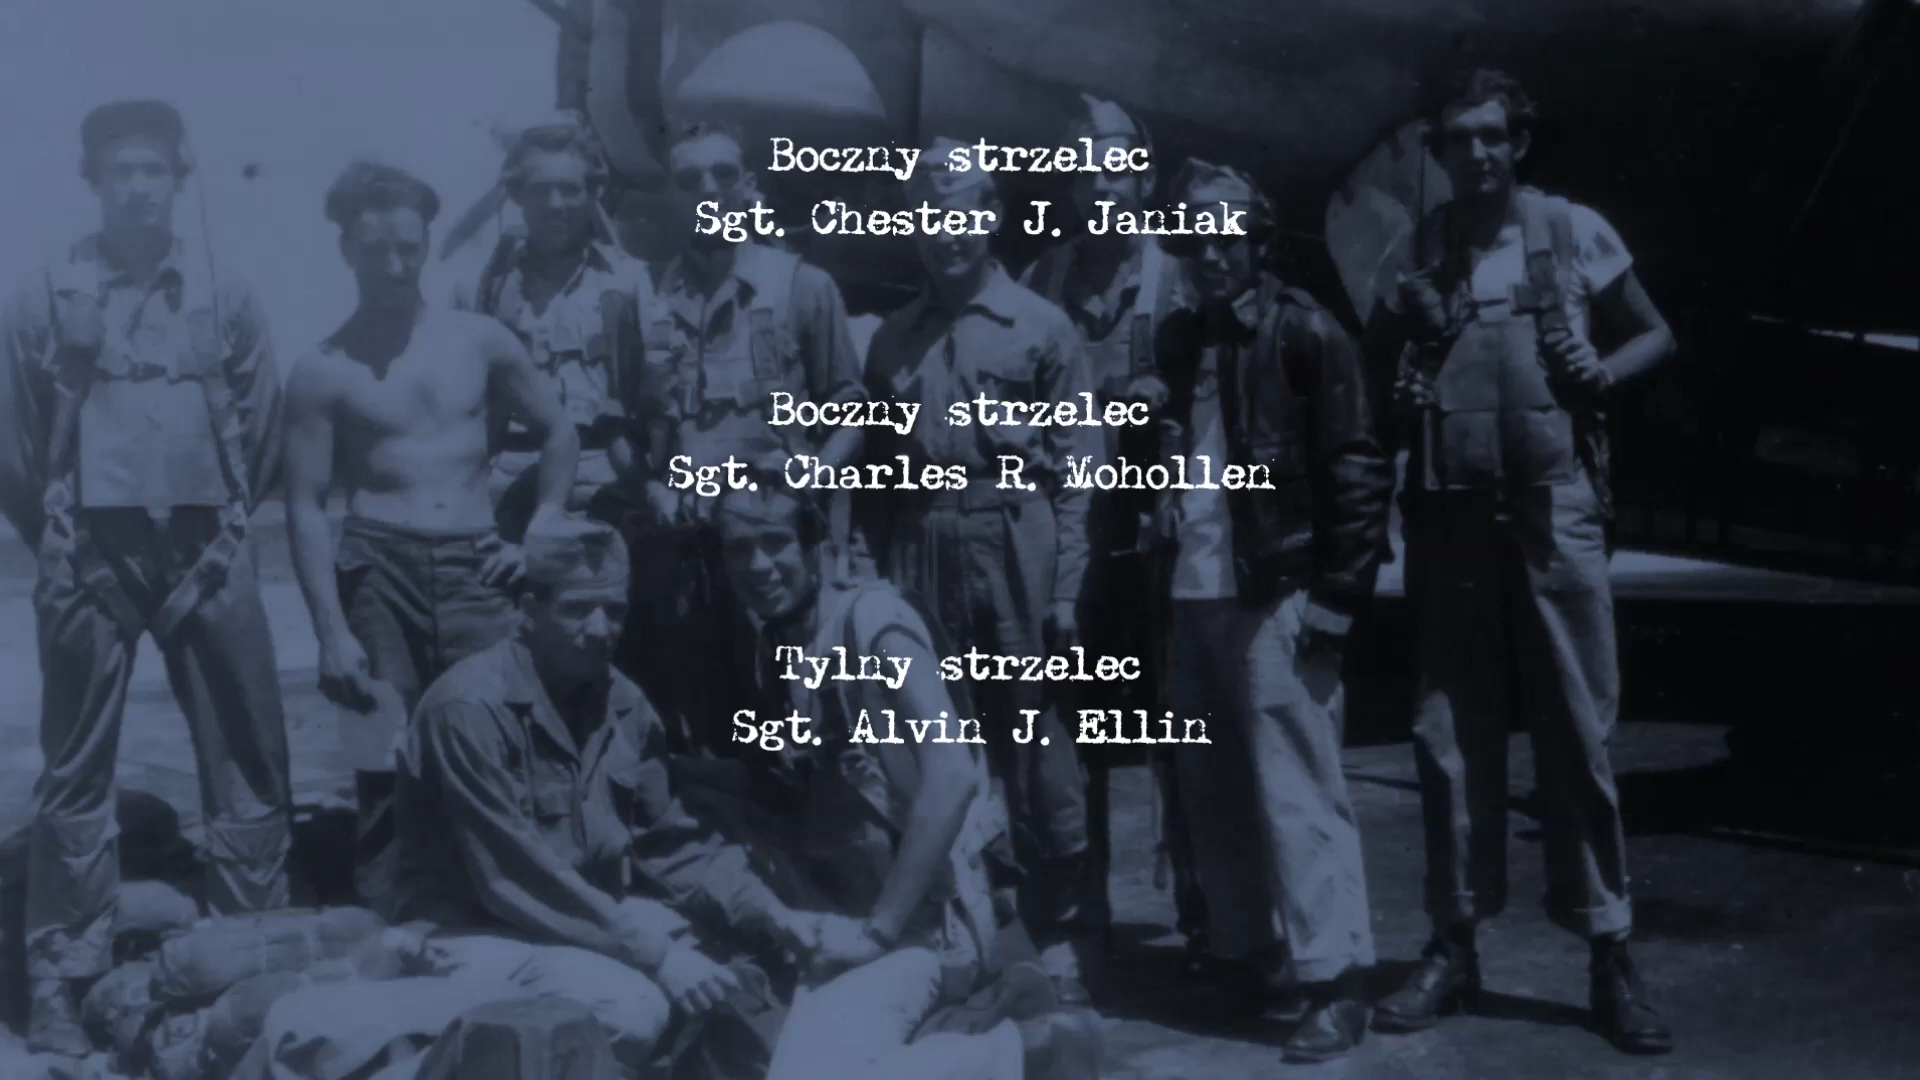 Boczny strzelec
Sgt. Chester J. Janiak
Boczny strzelec
Sgt. Charles R. Mohollen
Tylny strzelec
Sgt. Alvin J. Ellin